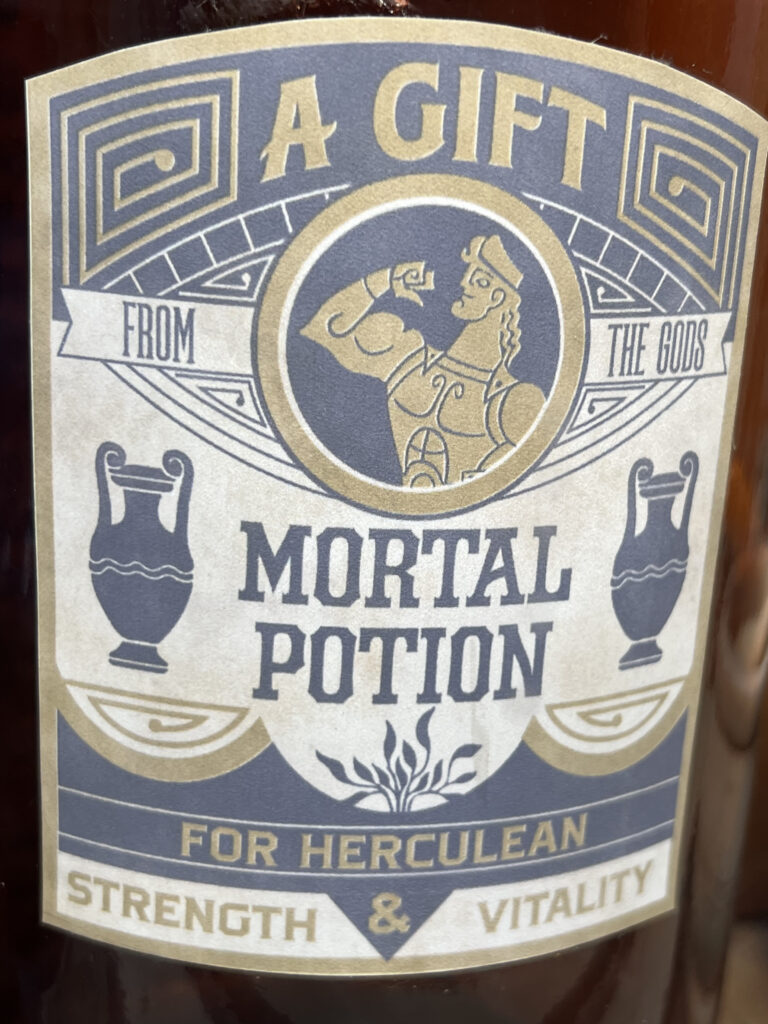 A GIFT
FROM THE GODS
MORTAL
POTION
FOR HERCULEAN
STRENGTH & VITALITY